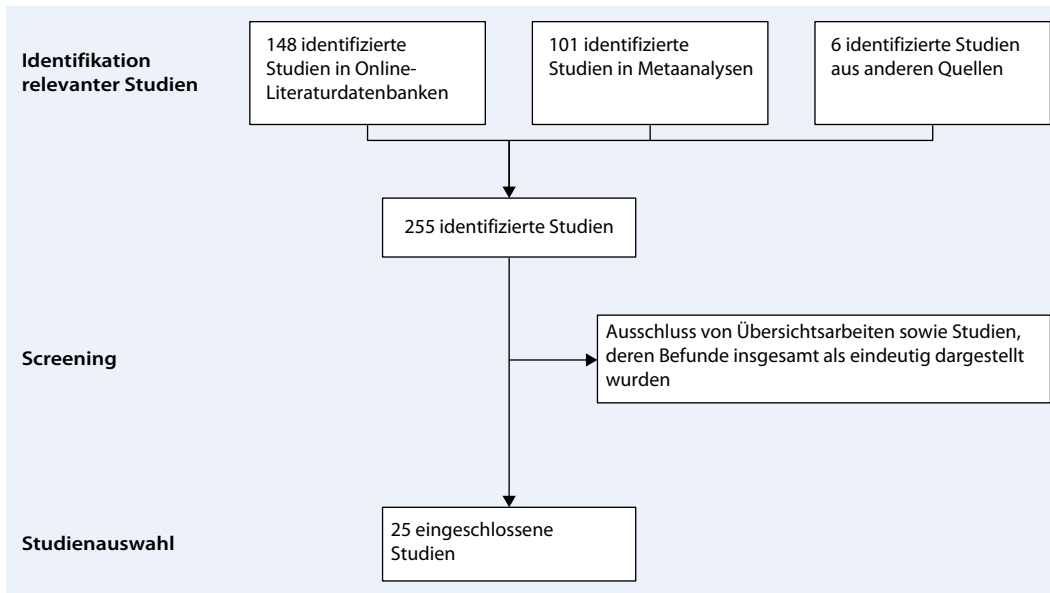 Identifikation
relevanter Studien
148 identifizierte
Studien in Online-
Literaturdatenbanken
101 identifizierte
Studien in Metaanalysen
6 identifizierte Studien
aus anderen Quellen
255 identifizierte Studien
Screening
Ausschluss von Übersichtsarbeiten sowie Studien,
deren Befunde insgesamt als eindeutig dargestellt
wurden
Studienauswahl
25 eingeschlossene
Studien